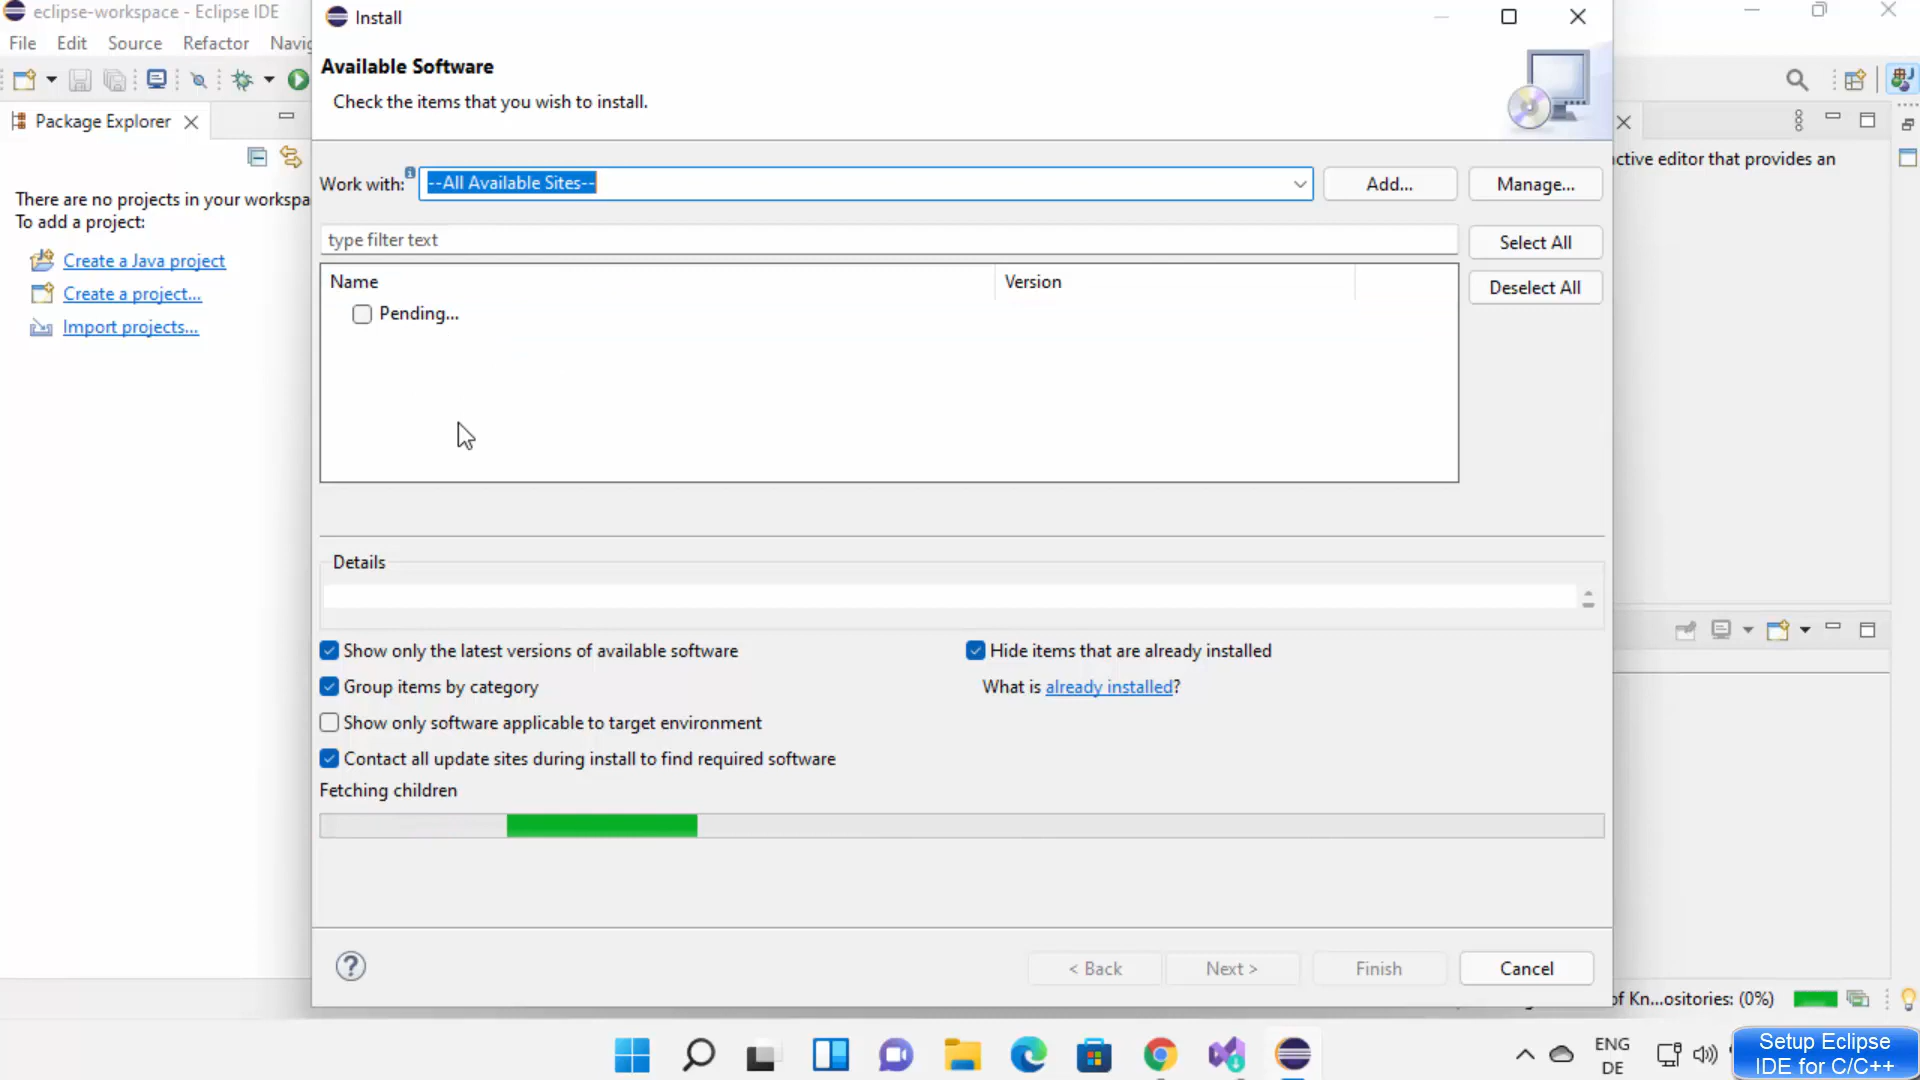 eclipse-workspace - Eclipse IDE
Install
File Edit Source Refactor
Available Software
Check the items that you wish to install.
Package Explorer
There are no projects in your
To add a project:
Create a Java project
Create a project...
Import projects...
Work with: --All Available Sites-- Add... Manage...
type filter text Select All
Name Version Deselect All
Pending...
editor that provides an
Details
Show only the latest versions of available software Hide items that are already installed
Group items by category What is already installed?
Show only software applicable to target environment
Contact all update sites during install to find required software
Fetching children
? < Back Next > Finish Cancel
of Kn...ositories: (0%)
ENG
DE
Setup Eclipse
IDE for C/C++